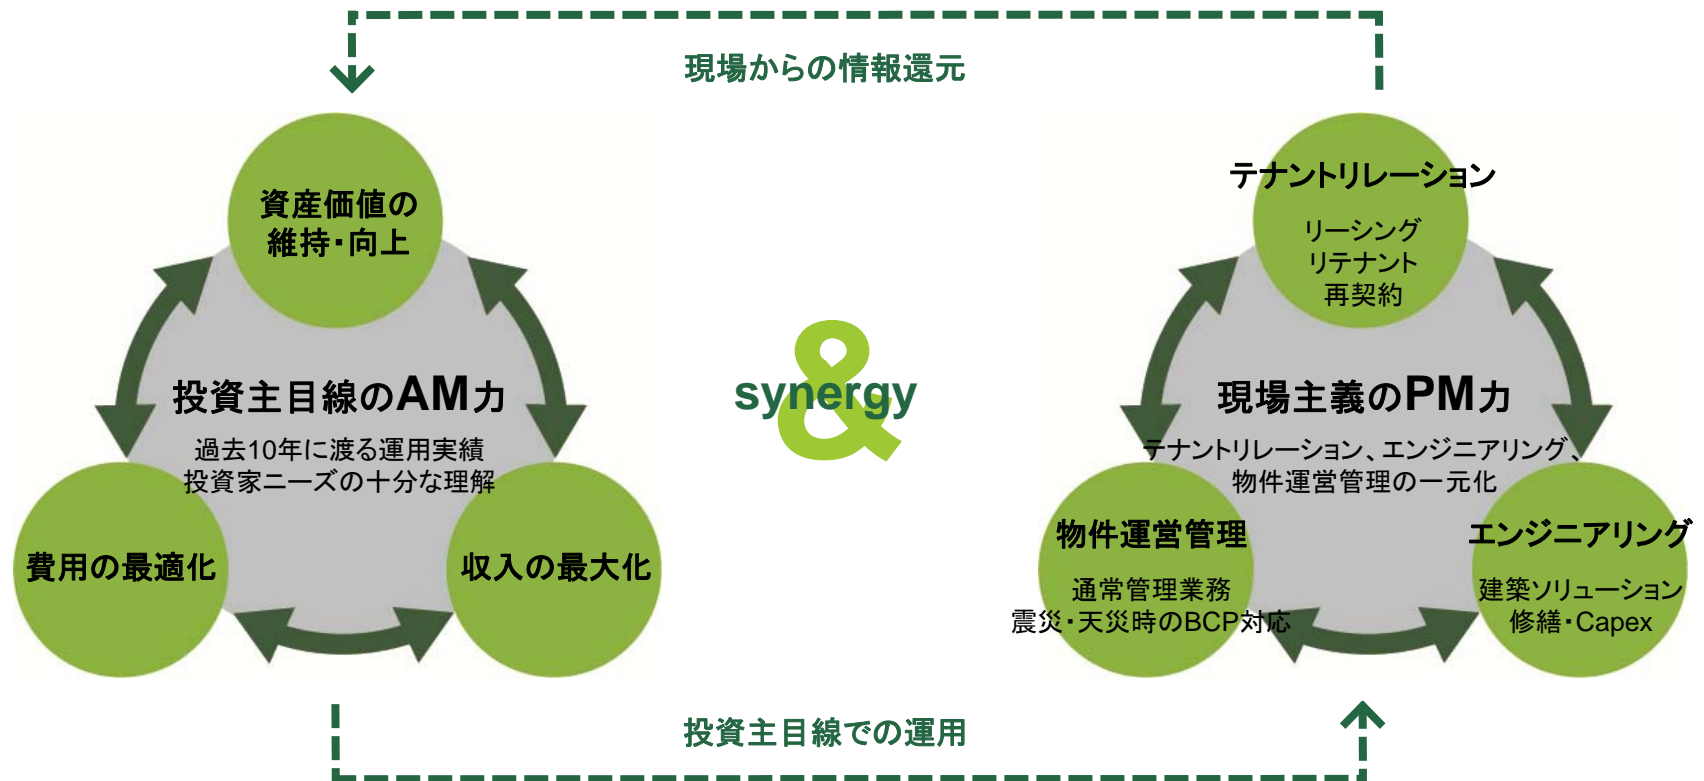 現場からの情報還元
資産価値の
維持・向上
投資主目線のAM力
過去10年に渡る運用実績
投資家ニーズの十分な理解
費用の最適化
収入の最大化
&
synergy
テナントリレーション
リーシング
リテナント
再契約
現場主義のPM力
テナントリレーション、エンジニアリング、
物件運営管理の一元化
物件運営管理
通常管理業務
震災・天災時のBCP対応
エンジニアリング
建築ソリューション
修繕・Capex
投資主目線での運用